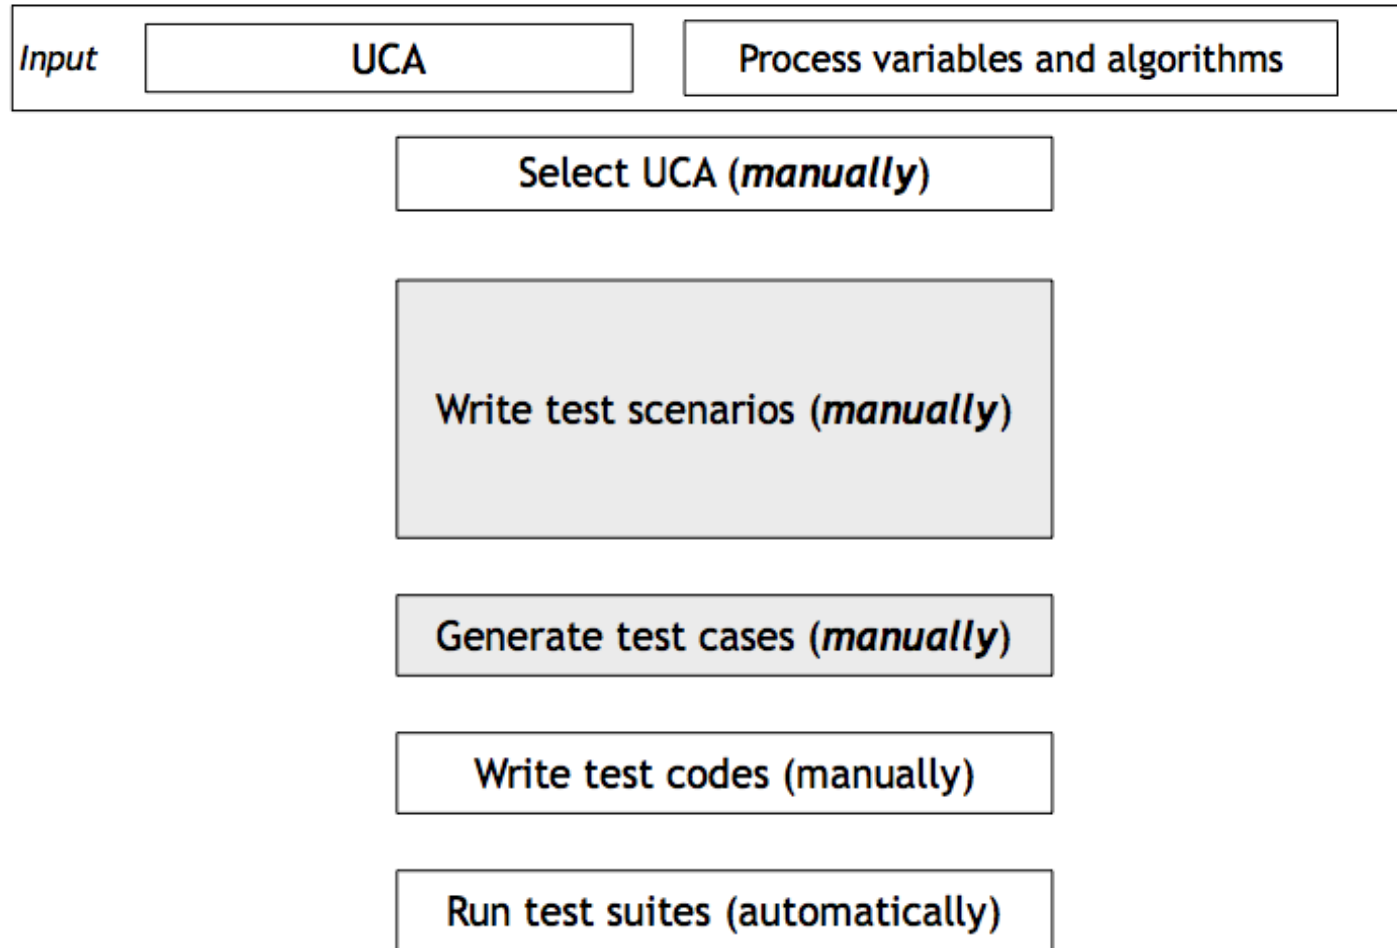 Input UCA Process variables and algorithms
Select UCA (manually)
Write test scenarios (manually)
Generate test cases (manually)
Write test codes (manually)
Run test suites (automatically)